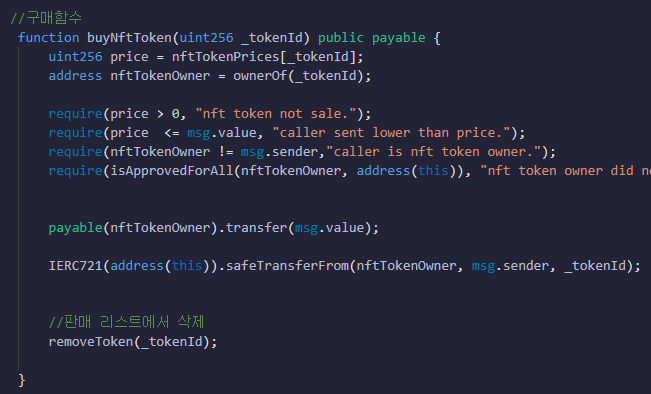 //구매함수
function buyNftToken(uint256 _tokenId) public payable {
uint256 price = nftTokenPrices[_tokenId];
address nftTokenOwner = ownerOf(_tokenId);
require(price > 0, "nft token not sale.");
require(price  <= msg.value, "caller sent lower than price.");
require(nftTokenOwner != msg.sender,"caller is nft token owner.");
require(isApprovedForAll(nftTokenOwner, address(this)), "nft token owner did
payable(nftTokenOwner).transfer(msg.value);
IERC721(address(this)).safeTransferFrom(nftTokenOwner, msg.sender, _tokenId);
//판매 리스트에서 삭제
removeToken(_tokenId);
}